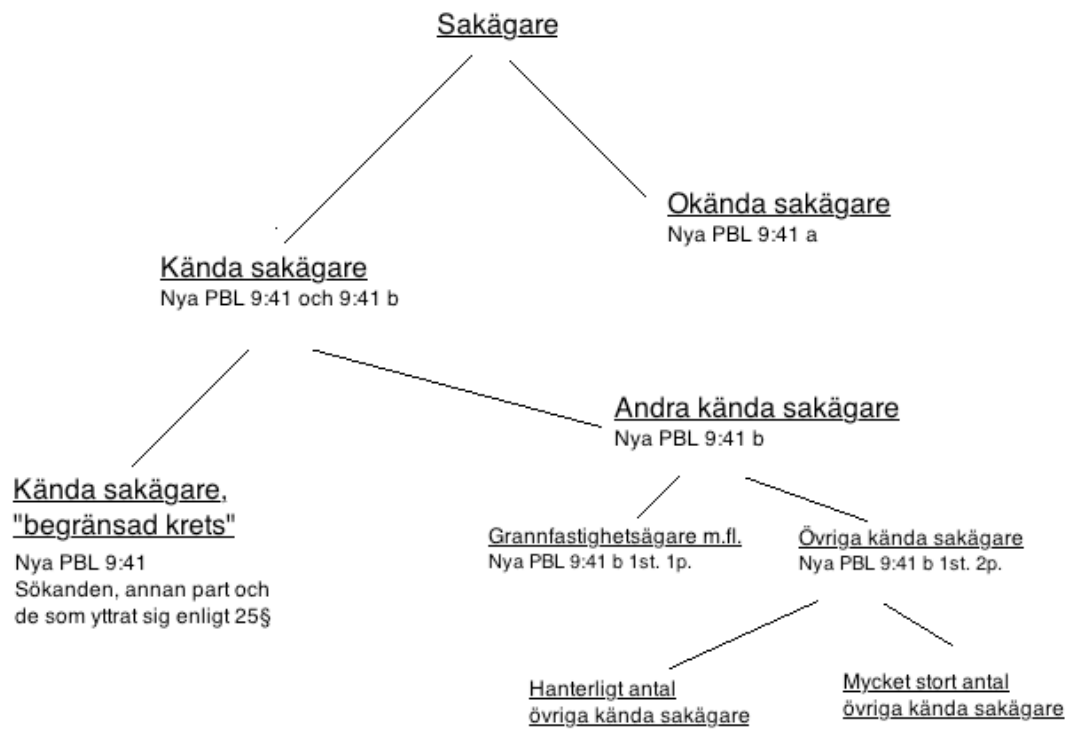 Sakägare
Okända sakägare
Nya PBL 9:41 a
Kända sakägare
Nya PBL 9:41 och 9:41 b
Andra kända sakägare
Nya PBL 9:41 b
Kända sakägare,
"begränsad krets"
Nya PBL 9:41
Sökanden, annan part och
de som yttrat sig enligt 25§
Grannfastighetsägare m.fl.
Nya PBL 9:41 b 1st. 1p.
Övriga kända sakägare
Nya PBL 9:41 b 1st. 2p.
Hanterligt antal
övriga kända sakägare
Mycket stort antal
övriga kända sakägare